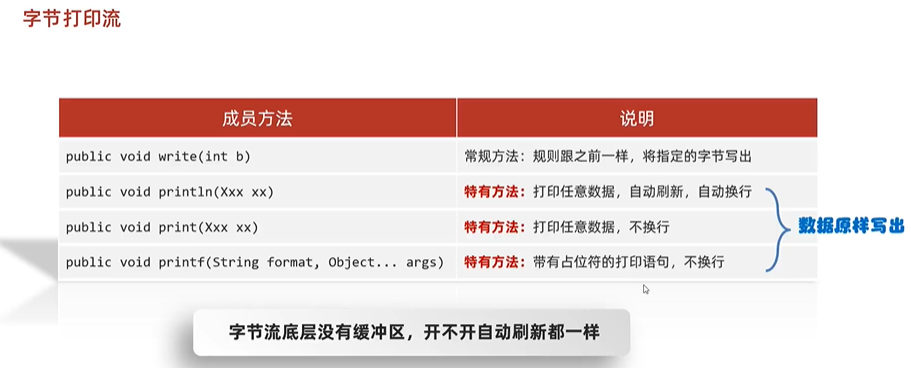 字节打印流
成员方法 说明
public void write(int b) 常规方法：规则跟之前一样，将指定的字节写出
public void println(Xxx xx) 特有方法：打印任意数据，自动刷新，自动换行
public void print(Xxx xx) 特有方法：打印任意数据，不换行
数据原样写出
public void printf(String format, Object... args) 特有方法：带有占位符的打印语句，不换行
字节流底层没有缓冲区，开不开自动刷新都一样